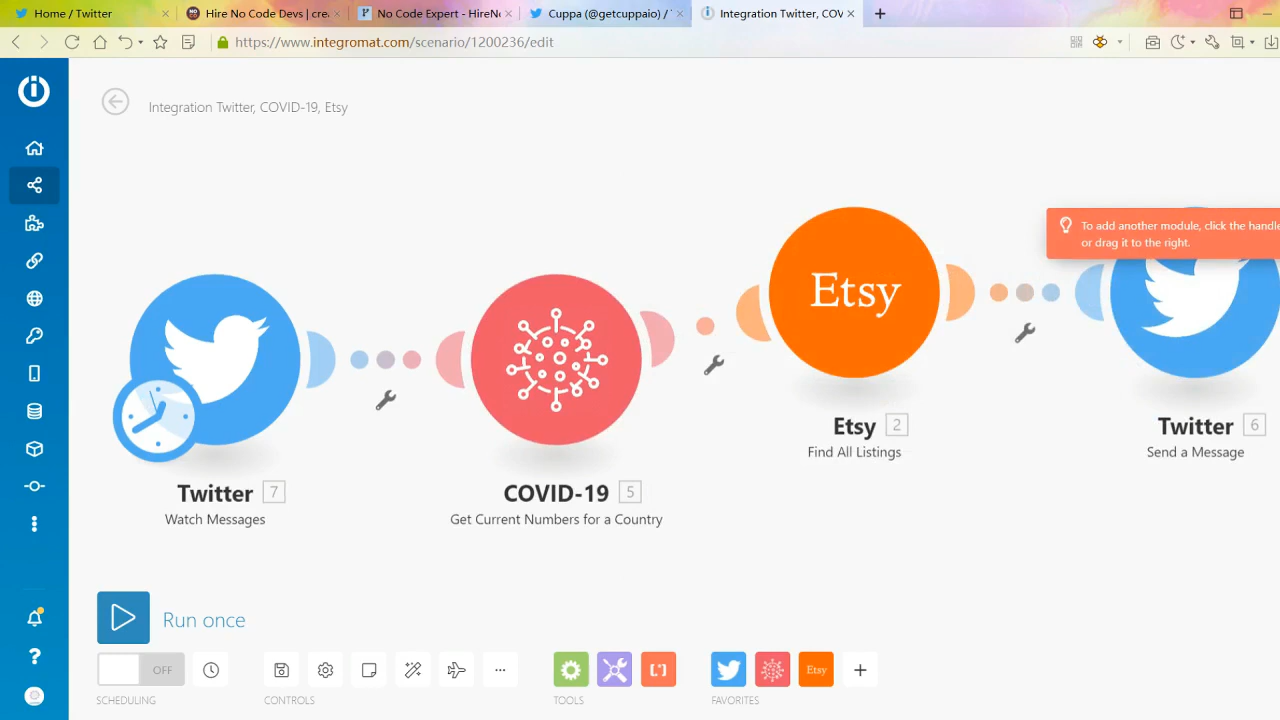 Home / Twitter
Hire No Code Devs | crea
No Code Expert - HireNo
Cuppa (@getcuppaio) / T
Integration Twitter, COV
https://www.integromat.com/scenario/1200236/edit
Integration Twitter, COVID-19, Etsy
To add another module, click the handle
or drag it to the right.
Etsy
Etsy 2
Find All Listings
Twitter 6
Send a Message
Twitter 7
Watch Messages
COVID-19 5
Get Current Numbers for a Country
Run once
OFF
Etsy
SCHEDULING
CONTROLS
TOOLS
FAVORITES